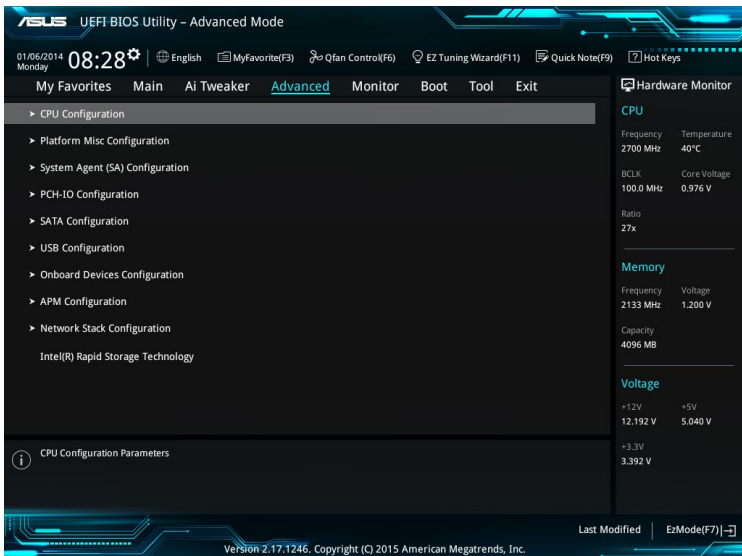 ASUS UEFI BIOS Utility – Advanced Mode
01/06/2014 Monday 08:28 English MyFavorite(F3) Qfan Control(F6) EZ Tuning Wizard(F11) Quick Note(F9) ? Hot Keys
My Favorites Main Ai Tweaker Advanced Monitor Boot Tool Exit
Hardware Monitor
> CPU Configuration
> Platform Misc Configuration
> System Agent (SA) Configuration
> PCH-IO Configuration
> SATA Configuration
> USB Configuration
> Onboard Devices Configuration
> APM Configuration
> Network Stack Configuration
Intel(R) Rapid Storage Technology
CPU
Frequency Temperature
2700 MHz 40°C
BCLK Core Voltage
100.0 MHz 0.976 V
Ratio
27x
Memory
Frequency Voltage
2133 MHz 1.200 V
Capacity
4096 MB
Voltage
+12V +5V
12.192 V 5.040 V
+3.3V
3.392 V
i CPU Configuration Parameters
Last Modified EzMode(F7)
Version 2.17.1246. Copyright (C) 2015 American Megatrends, Inc.